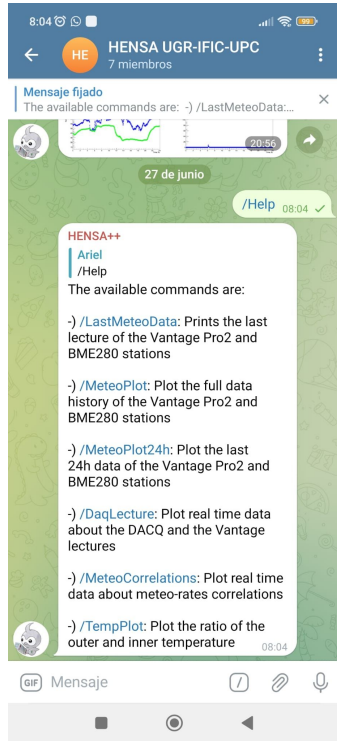 8:04
99
HE
HENSA UGR-IFIC-UPC
7 miembros
Mensaje fijado
The available commands are: -) /LastMeteoData:...
20:56
27 de junio
/Help 08:04
HENSA++
Ariel
/Help
The available commands are:
-) /LastMeteoData: Prints the last
lecture of the Vantage Pro2 and
BME280 stations
-) /MeteoPlot: Plot the full data
history of the Vantage Pro2 and
BME280 stations
-) /MeteoPlot24h: Plot the last
24h data of the Vantage Pro2 and
BME280 stations
-) /DaqLecture: Plot real time data
about the DACQ and the Vantage
lectures
-) /MeteoCorrelations: Plot real time
data about meteo-rates correlations
-) /TempPlot: Plot the ratio of the
outer and inner temperature 08:04
GIF Mensaje /